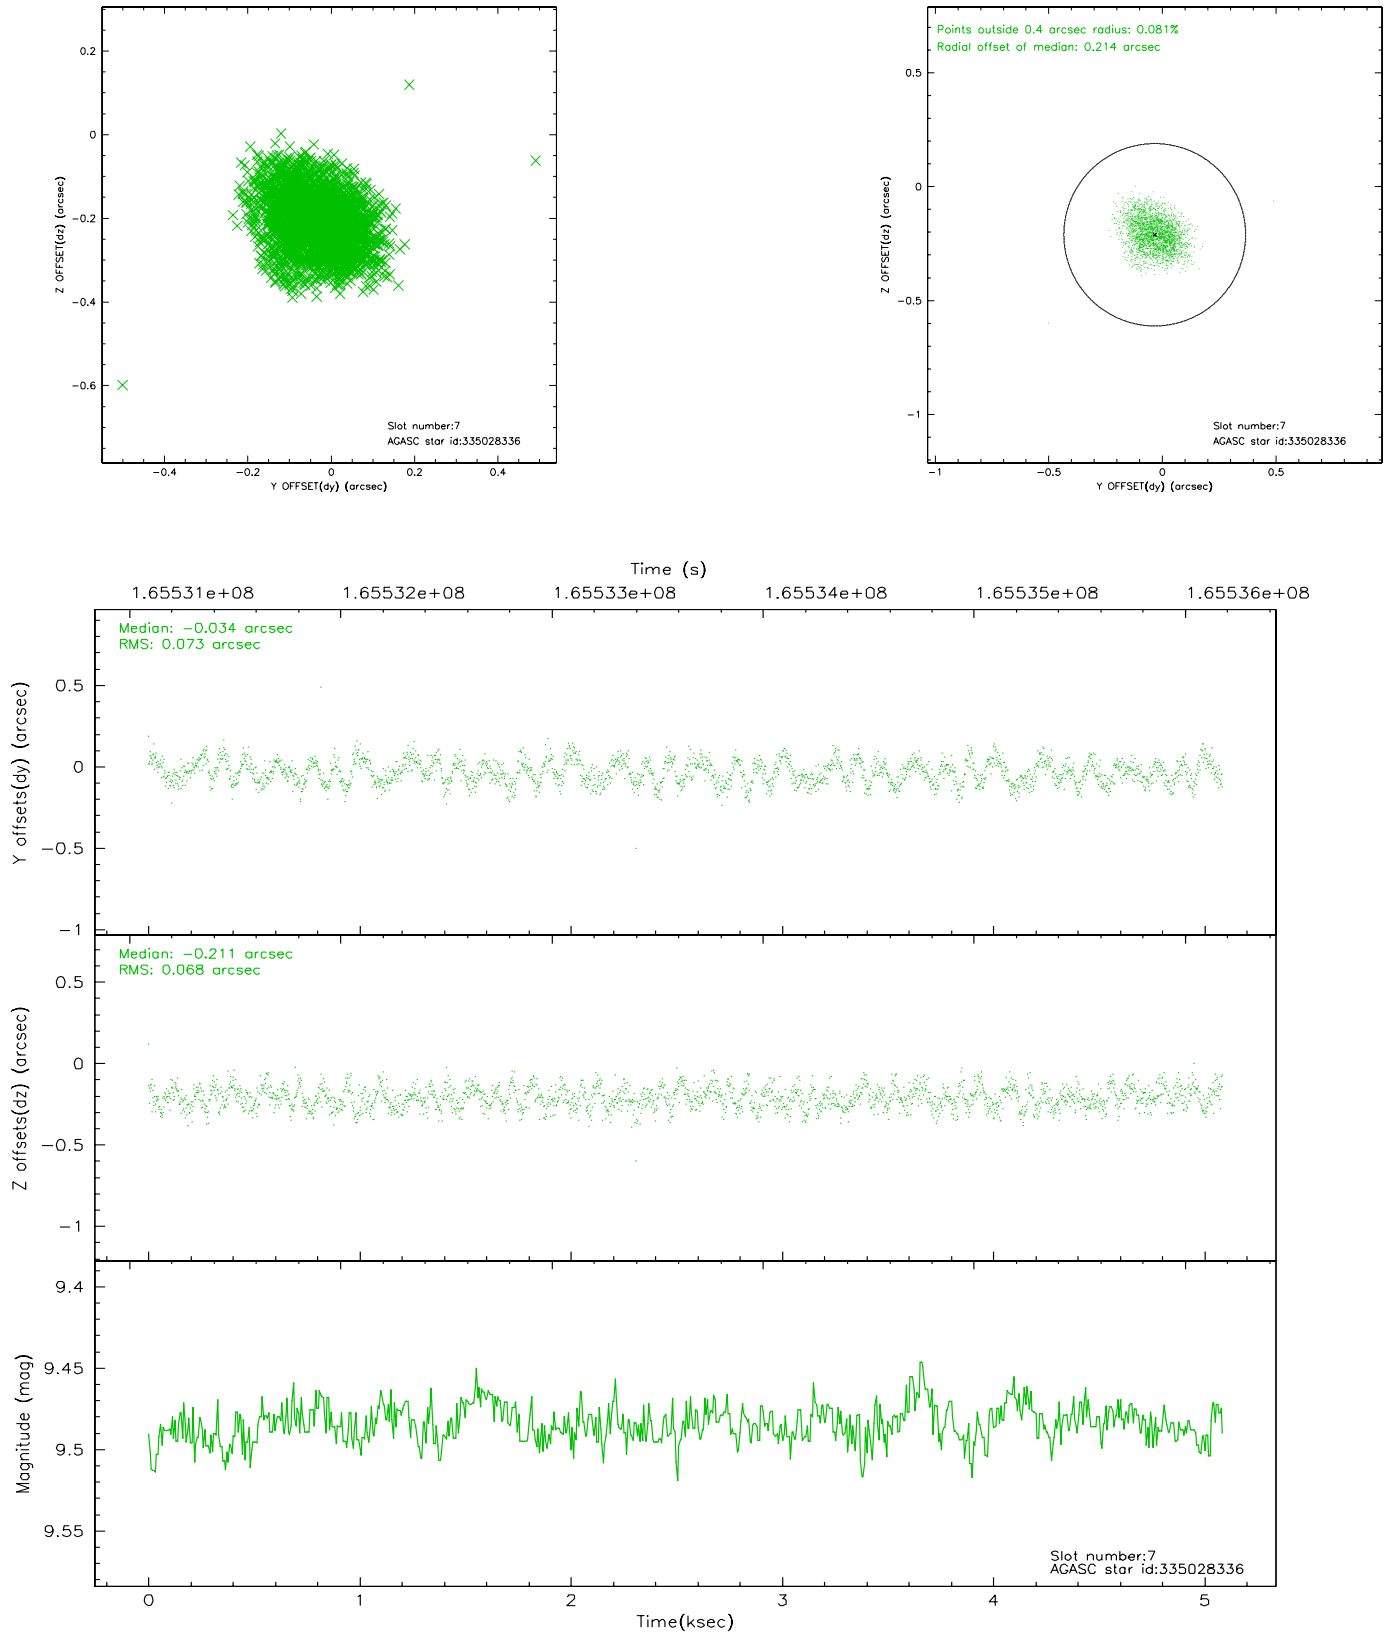 0.2
0
−0.2
−0.4
−0.6
Z OFFSET(dz) (arcsec)
Slot number:7
AGASC star id:335028336
−0.4 −0.2 0 0.2 0.4
Y OFFSET(dy) (arcsec)
Points outside 0.4 arcsec radius: 0.081%
Radial offset of median: 0.214 arcsec
0.5
0
−0.5
−1
Z OFFSET(dz) (arcsec)
Slot number:7
AGASC star id:335028336
−1 −0.5 0 0.5
Y OFFSET(dy) (arcsec)
Time (s)
1.65531e+08 1.65532e+08 1.65533e+08 1.65534e+08 1.65535e+08 1.65536e+08
Median: −0.034 arcsec
RMS: 0.073 arcsec
0.5
0
−0.5
−1
Y offsets(dy) (arcsec)
Median: −0.211 arcsec
RMS: 0.068 arcsec
0.5
0
−0.5
−1
Z offsets(dz) (arcsec)
9.4
9.45
9.5
9.55
Magnitude (mag)
Slot number:7
AGASC star id:335028336
0 1 2 3 4 5
Time(ksec)